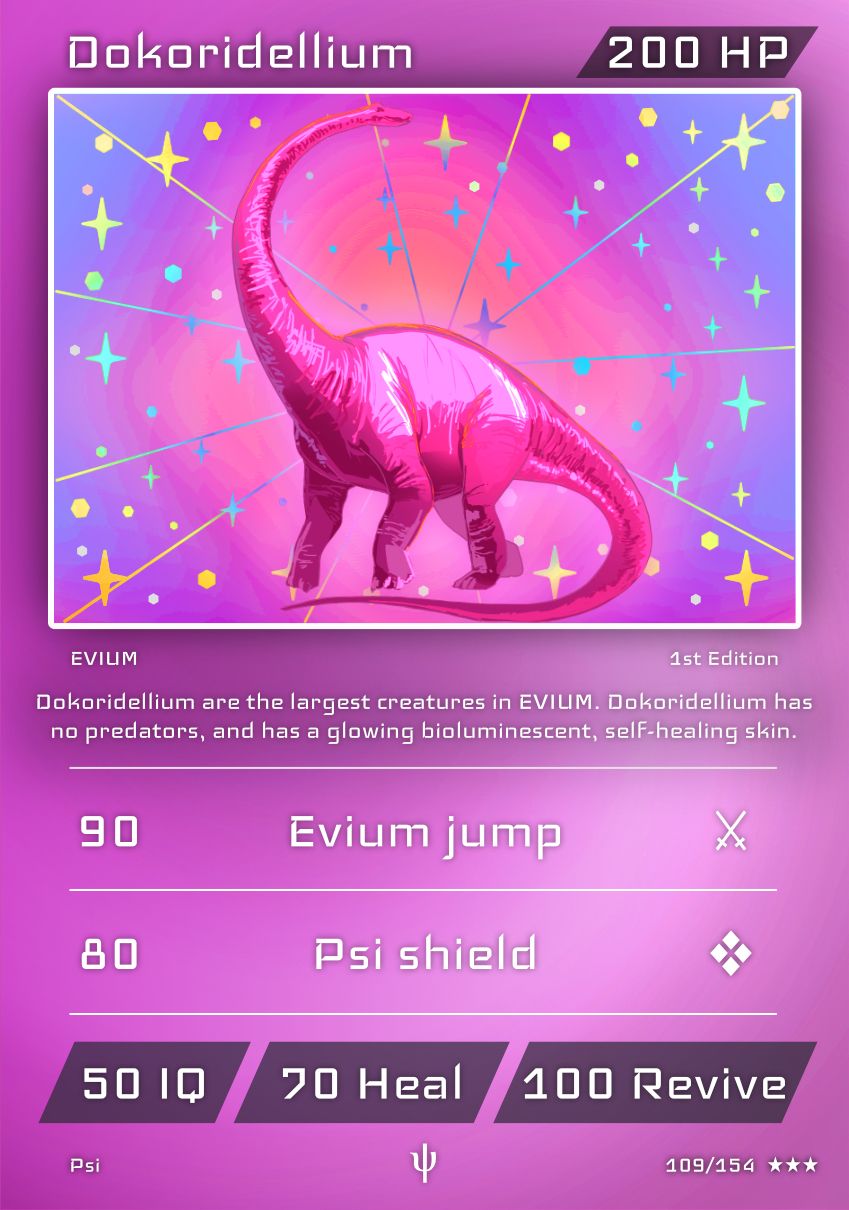 Dokoridellium
200 HP
EVIUM
1st Edition
Dokoridellium are the largest creatures in EVIUM. Dokoridellium has
no predators, and has a glowing bioluminescent, self-healing skin.
90 Evium jump
80 Psi shield
50 IQ
70 Heal
100 Revive
Psi
ψ
109/154 ★★★